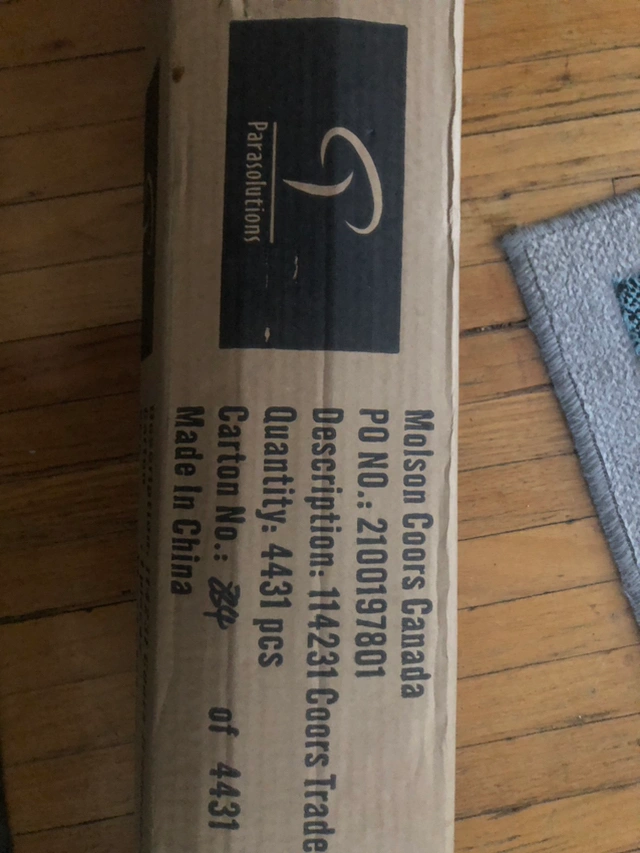 Parasolutions
Molson Coors Canada
PO NO.: 2100197801
Description: 114231 Coors Trade
Quantity: 4431 pcs
Carton No.: of 4431
Made In China